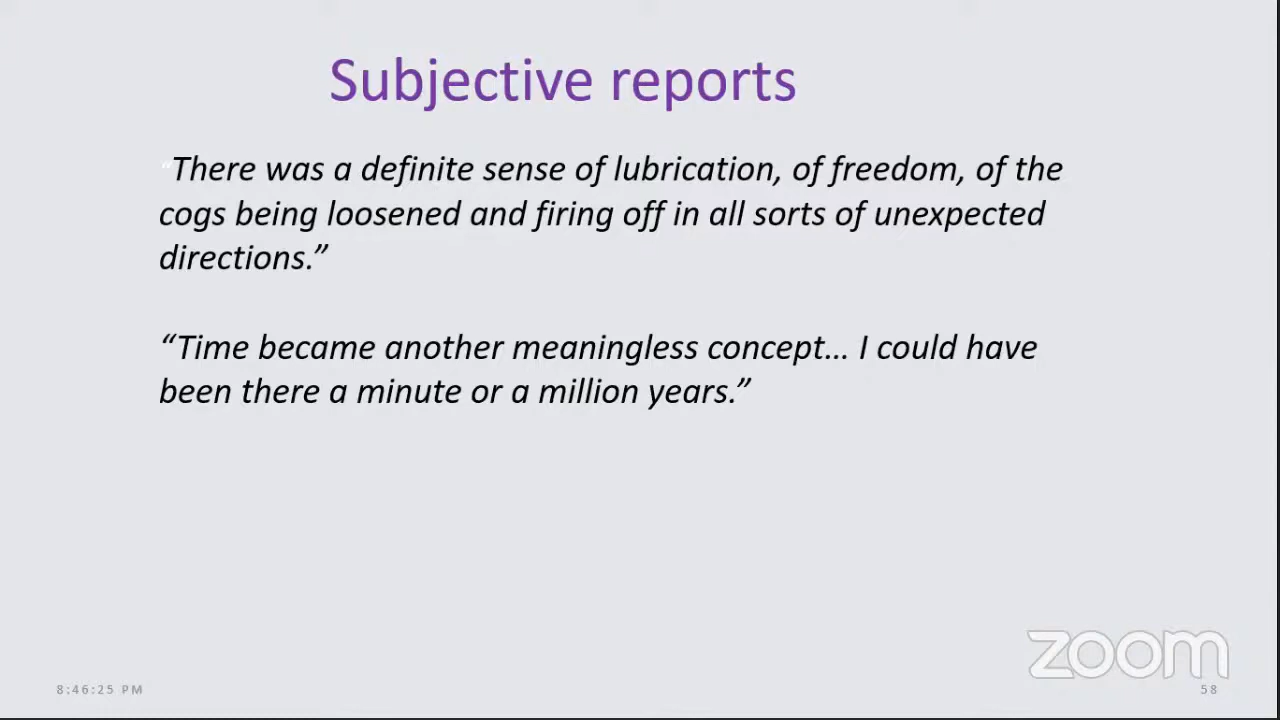 Subjective reports
“There was a definite sense of lubrication, of freedom, of the
cogs being loosened and firing off in all sorts of unexpected
directions.”
“Time became another meaningless concept... I could have
been there a minute or a million years.”
zoom
8:46:25 PM
58